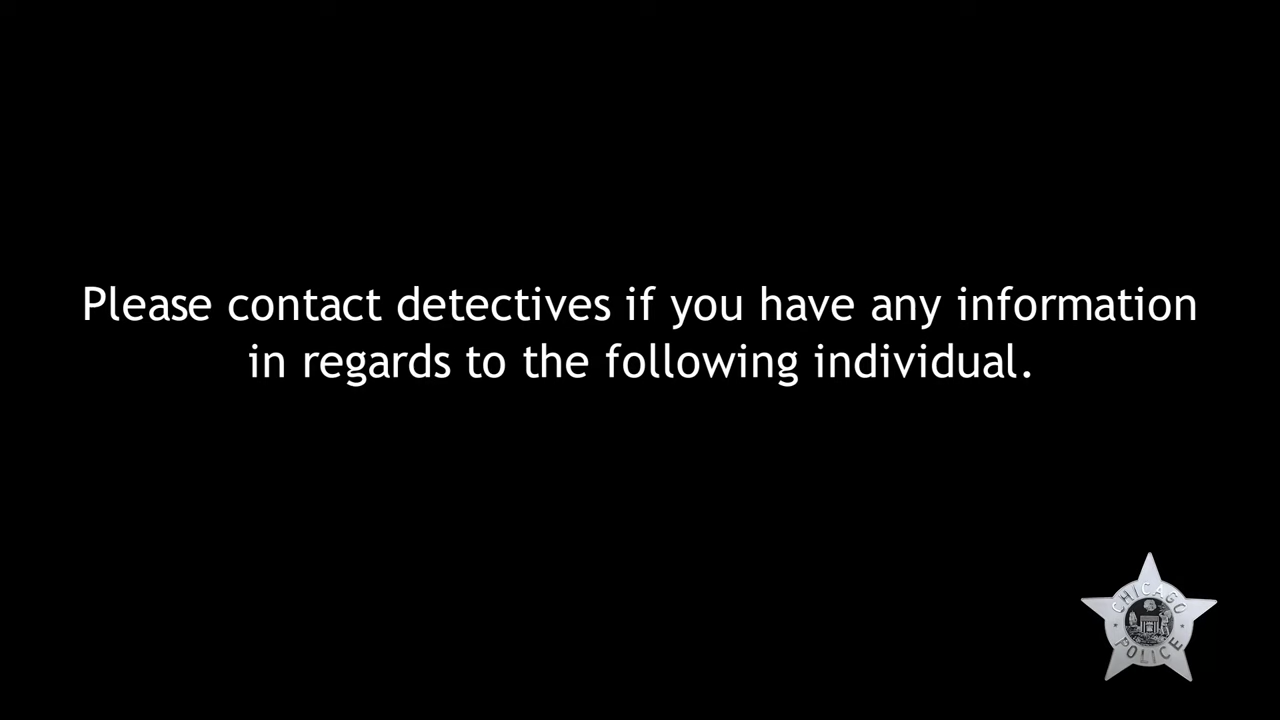 Please contact detectives if you have any information
in regards to the following individual.
CHICAGO
POLICE